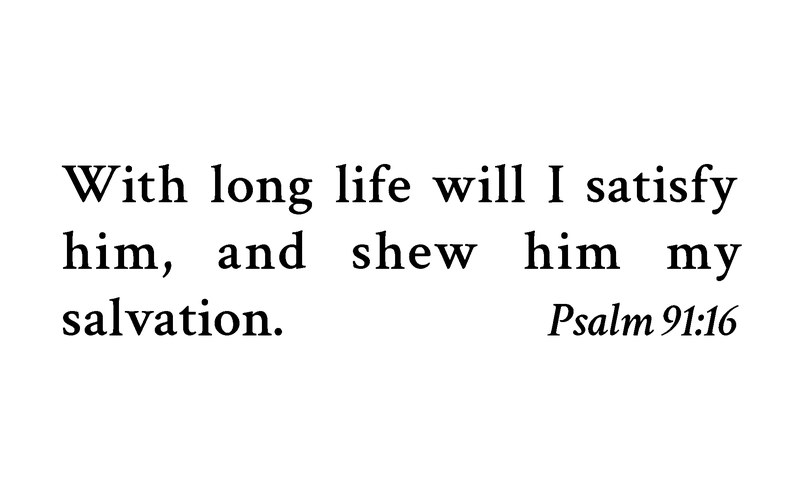 With long life will I satisfy
him, and shew him my
salvation. Psalm 91:16